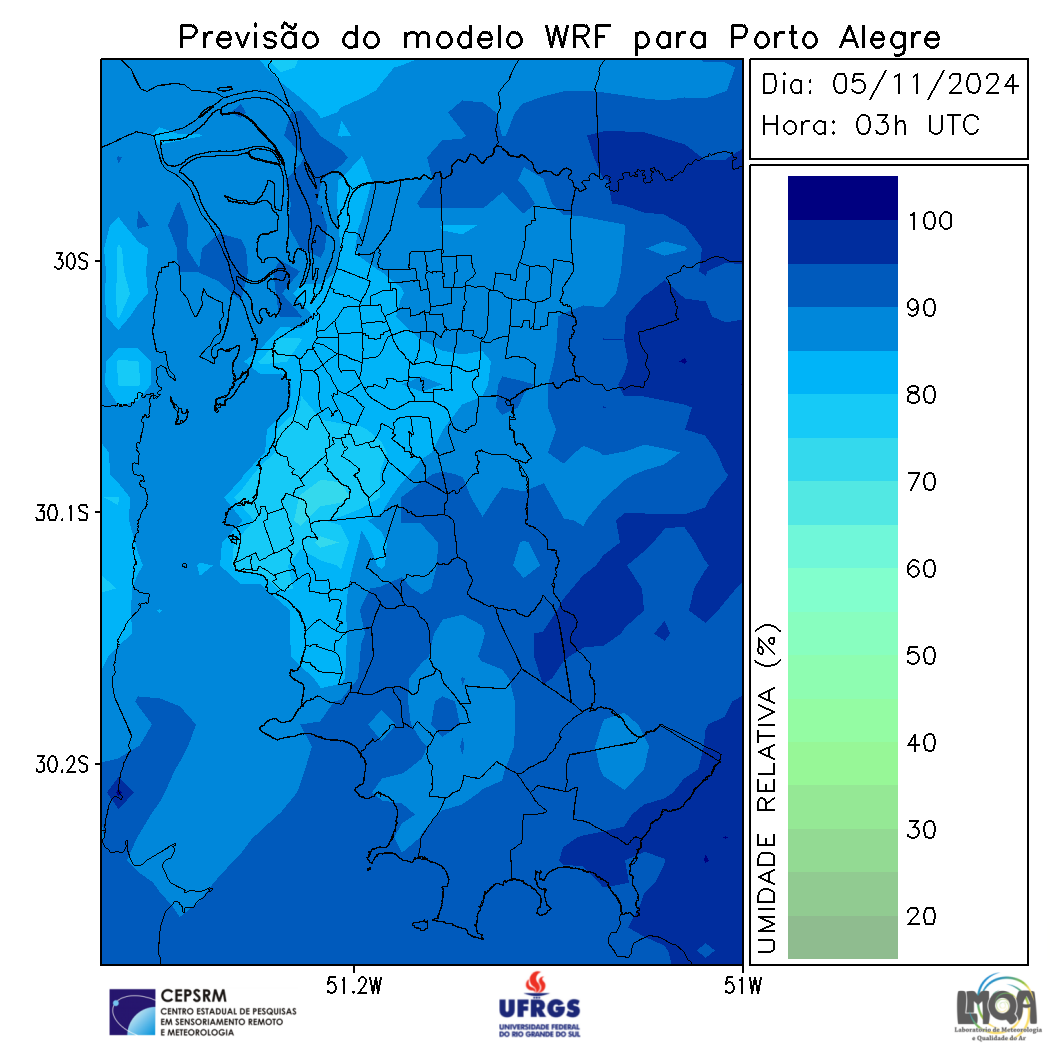 Previsão do modelo WRF para Porto Alegre
Dia: 05/11/2024
Hora: 03h UTC
100
90
80
70
60
50
40
30
20
UMIDADE RELATIVA (%)
30S
30.1S
30.2S
51.2W
51W
CEPSRM
CENTRO ESTADUAL DE PESQUISAS
EM SENSORIAMENTO REMOTO
E METEOROLOGIA
UFRGS
UNIVERSIDADE FEDERAL
DO RIO GRANDE DO SUL
LMQA
Laboratório de Meteorologia
e Qualidade do Ar